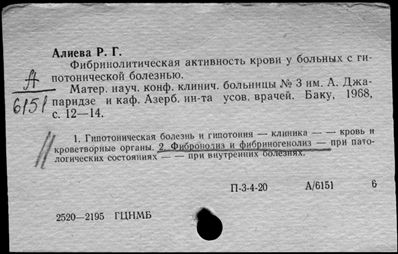 Алиева Р. Г.
Фибринолитическая активность крови у больных с ги-
потонической болезнью.
А
6151
Матер. науч. конф. клинич. больницы № 3 им. А. Джа-
паридзе и каф. Азерб. ин-та усов. врачей. Баку, 1968,
с. 12—14.
1. Гипотоническая болезнь и гипотония — клиника — — кровь и
кроветворные органы. 2. Фибролиз и фибриногенолиз — при пато-
логических состояниях — — при внутренних болезнях.
П-3-4-20 А/6151 6
2520—2195 ГЦНМБ